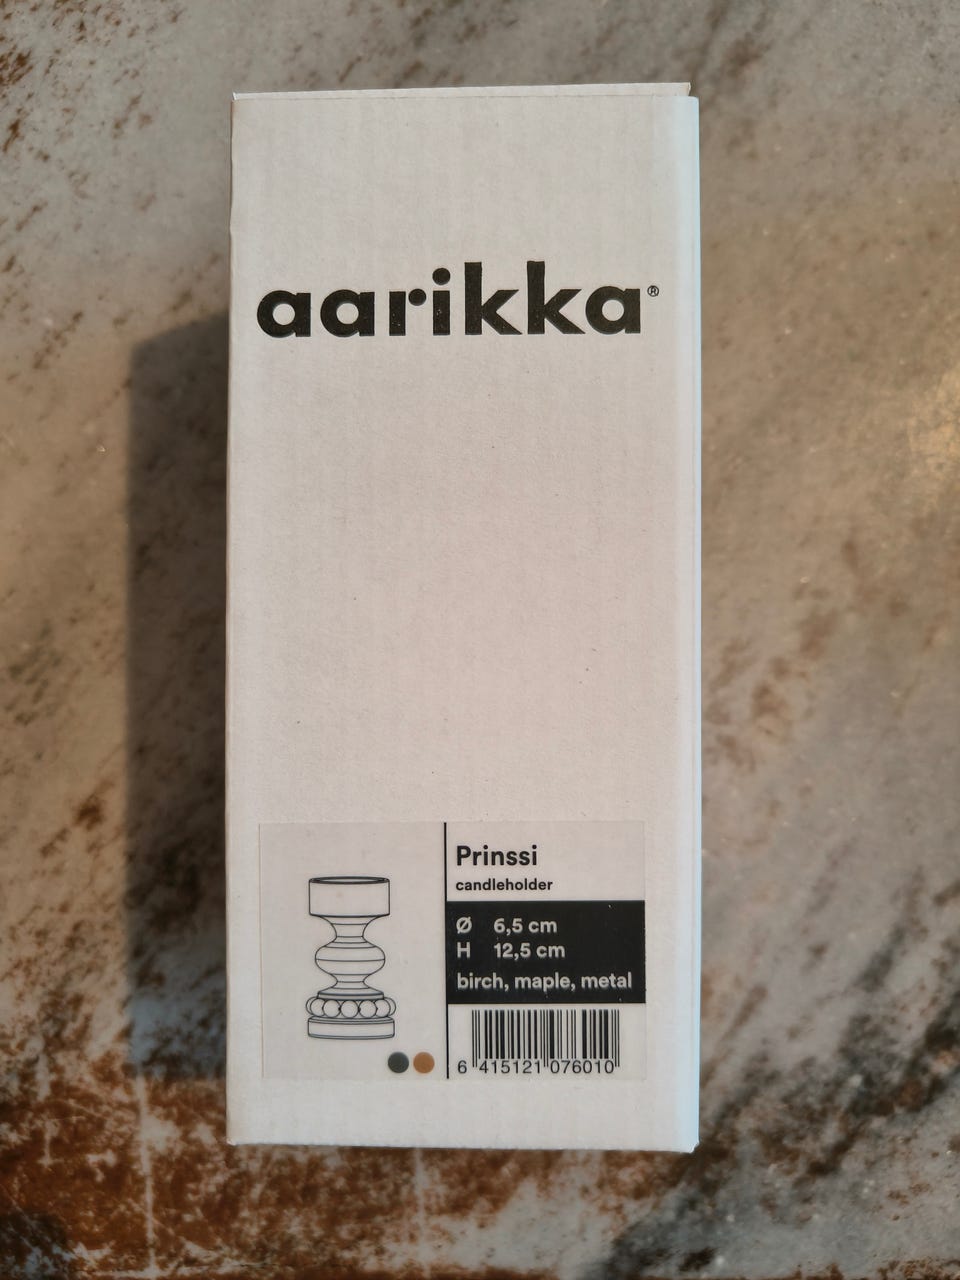 aarikka®
Prinssi
candleholder
Ø 6,5 cm
H 12,5 cm
birch, maple, metal
6 415121 076010